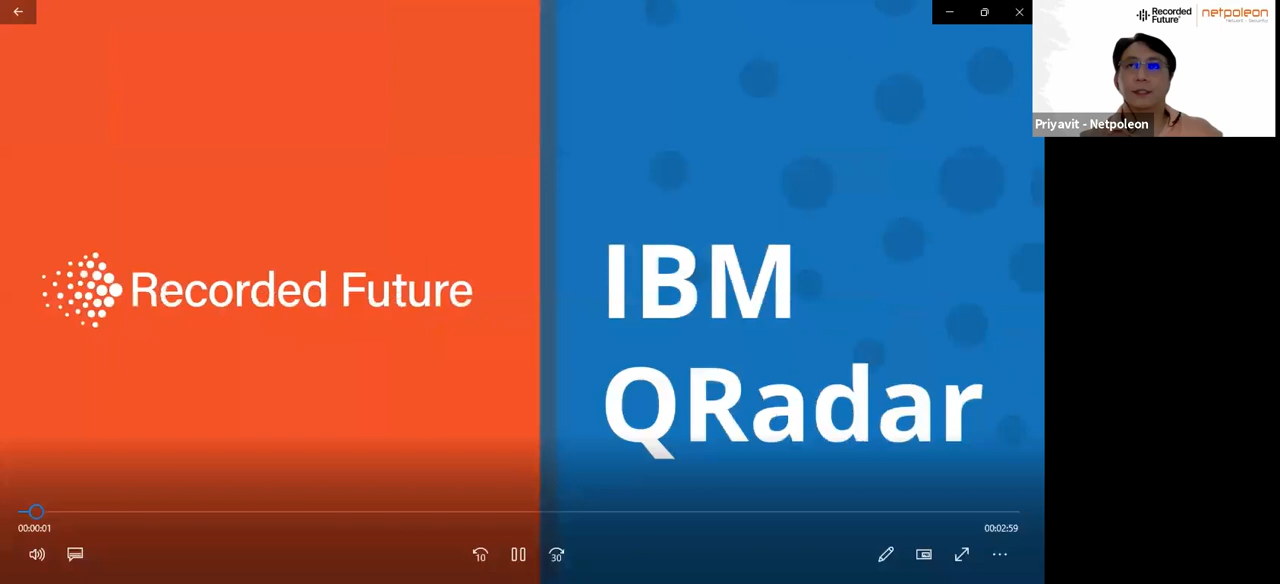 Recorded Future
IBM
QRadar
00:00:01
00:02:59
10
30
Recorded
Future
netpoleon
Priyavit - Netpoleon